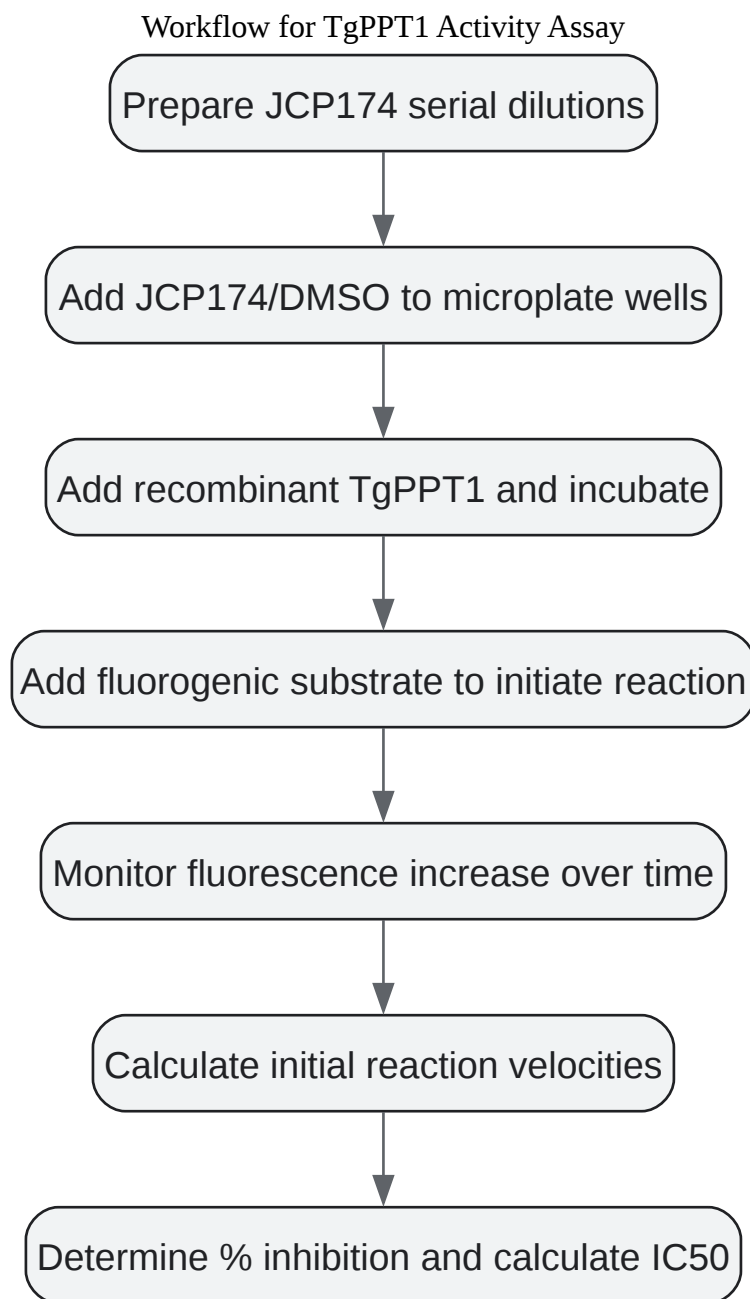 Workflow for TgPPT1 Activity Assay
Prepare JCP174 serial dilutions
Add JCP174/DMSO to microplate wells
Add recombinant TgPPT1 and incubate
Add fluorogenic substrate to initiate reaction
Monitor fluorescence increase over time
Calculate initial reaction velocities
Determine % inhibition and calculate IC50